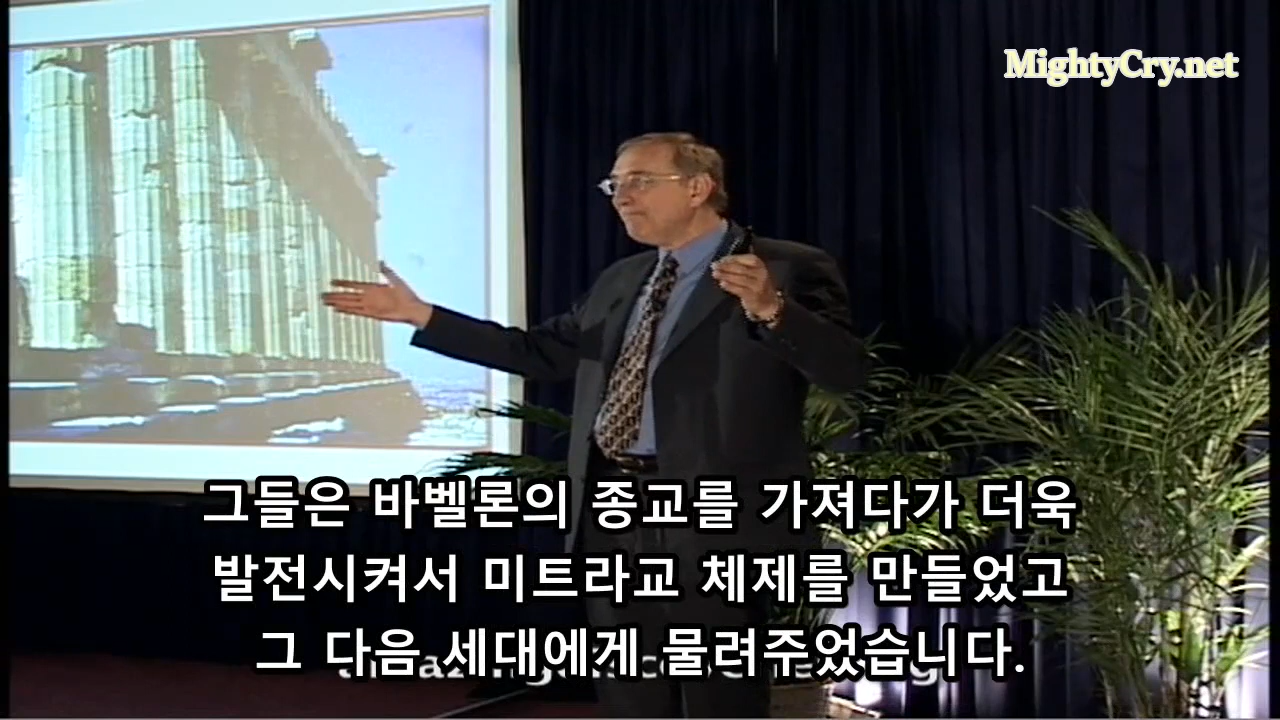 MightyCry.net
그들은 바벨론의 종교를 가져다가 더욱
발전시켜서 미트라교 체제를 만들었고
그 다음 세대에게 물려주었습니다.